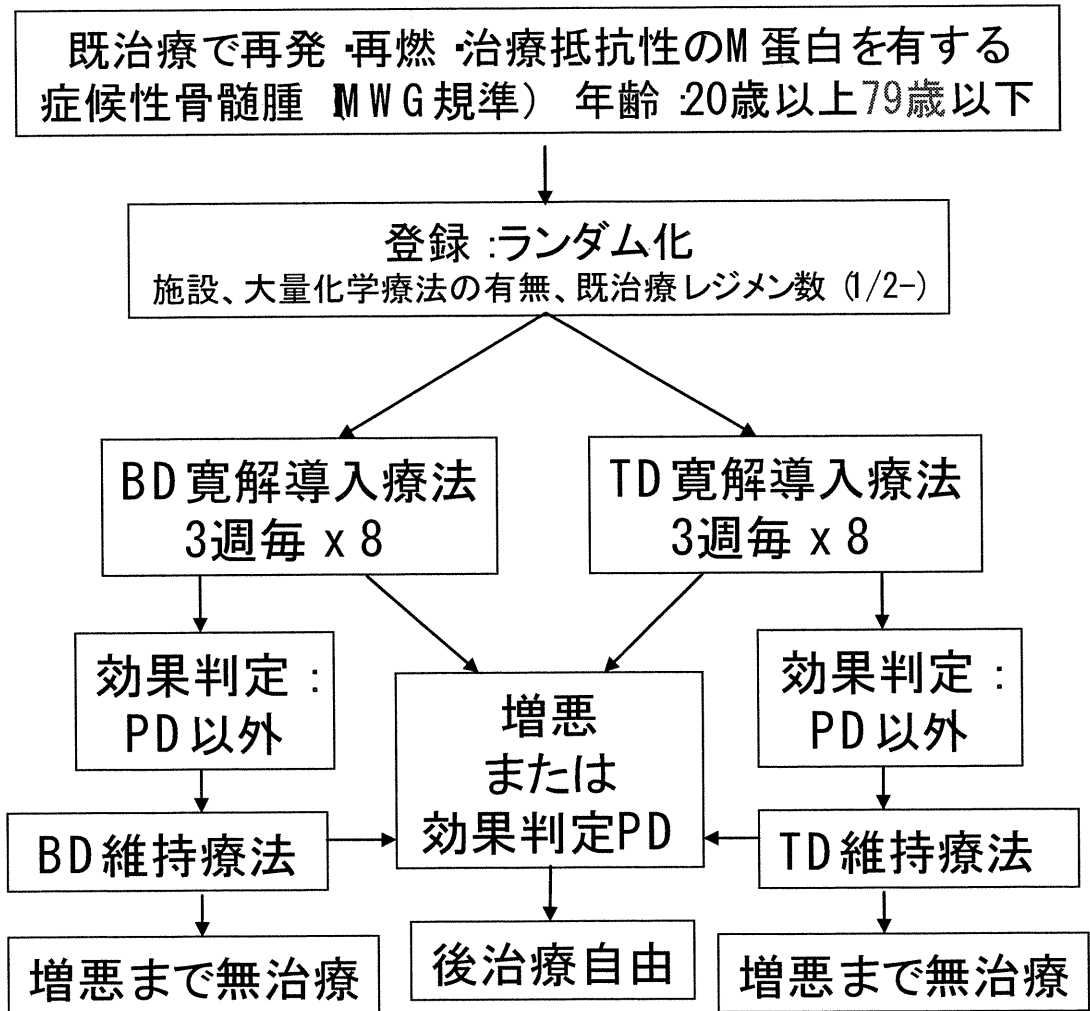 既治療で再発・再燃・治療抵抗性のM蛋白を有する
症候性骨髄腫 IMWG規準） 年齢:20歳以上79歳以下
登録:ランダム化
施設、大量化学療法の有無、既治療レジメン数 (1/2-)
BD寛解導入療法
3週毎 x 8
TD寛解導入療法
3週毎 x 8
効果判定:
PD以外
増悪
または
効果判定PD
効果判定:
PD以外
BD維持療法
TD維持療法
増悪まで無治療
後治療自由
増悪まで無治療